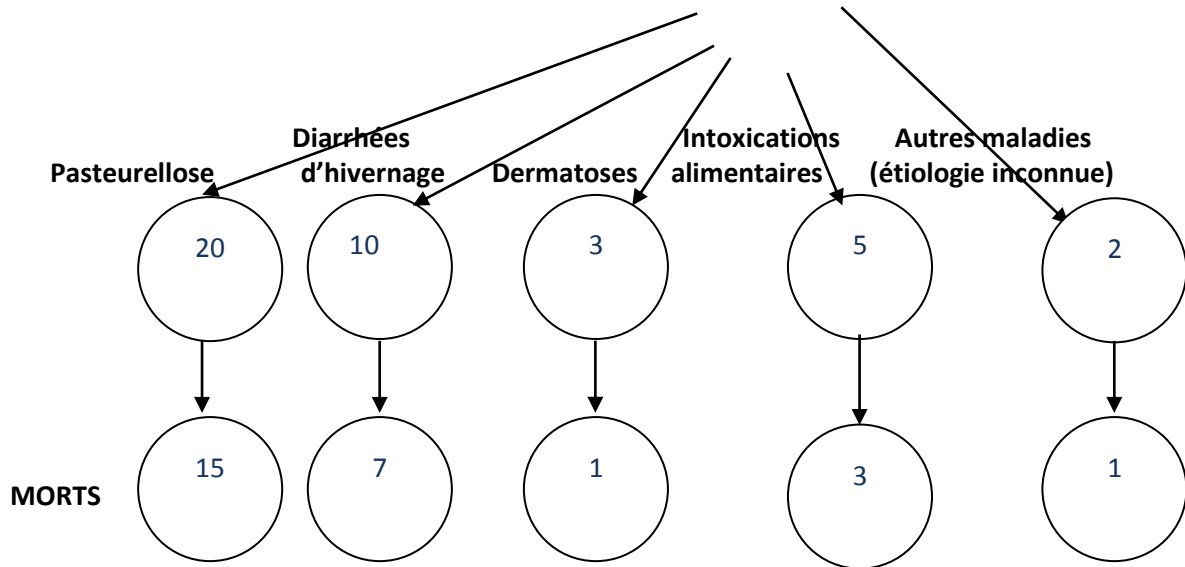 Diarrhées Intoxications Autres maladies
Pasteurellose d’hivernage Dermatoses alimentaires (étiologie inconnue)
20 10 3 5 2
MORTS 15 7 1 3 1